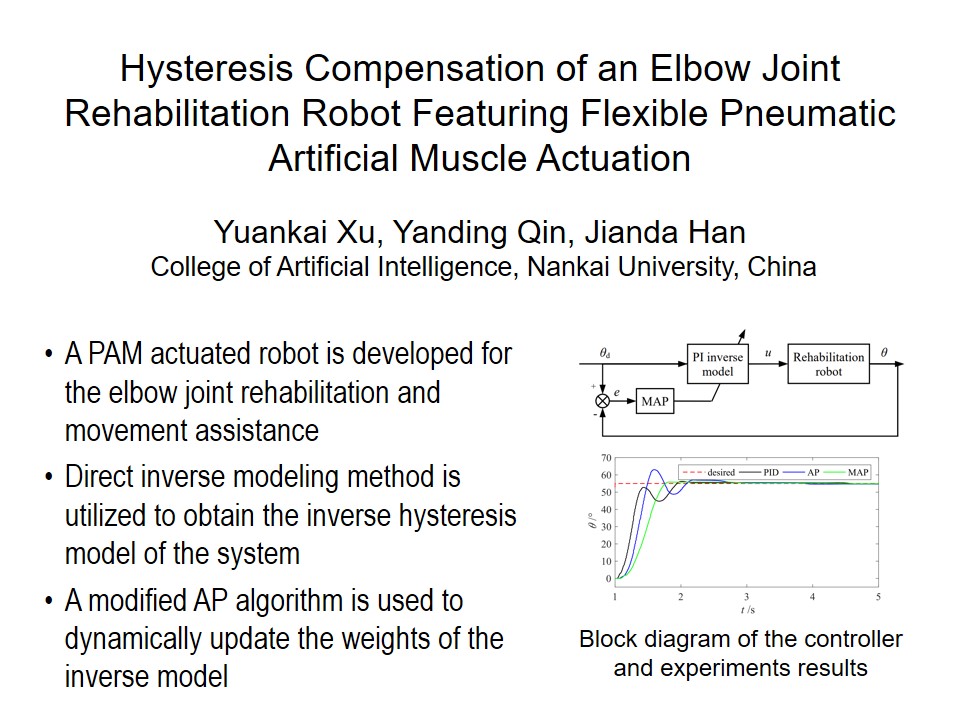 Hysteresis Compensation of an Elbow Joint
Rehabilitation Robot Featuring Flexible Pneumatic
Artificial Muscle Actuation
Yuankai Xu, Yanding Qin, Jianda Han
College of Artificial Intelligence, Nankai University, China
• A PAM actuated robot is developed for
the elbow joint rehabilitation and
movement assistance
• Direct inverse modeling method is
utilized to obtain the inverse hysteresis
model of the system
• A modified AP algorithm is used to
dynamically update the weights of the
inverse model
θd
PI inverse
model
u
Rehabilitation
robot
θ
+
e
MAP
-
desired PID AP MAP
70
60
50
40
30
20
10
0
θ /°
1 2 3 4 5
t /s
Block diagram of the controller
and experiments results